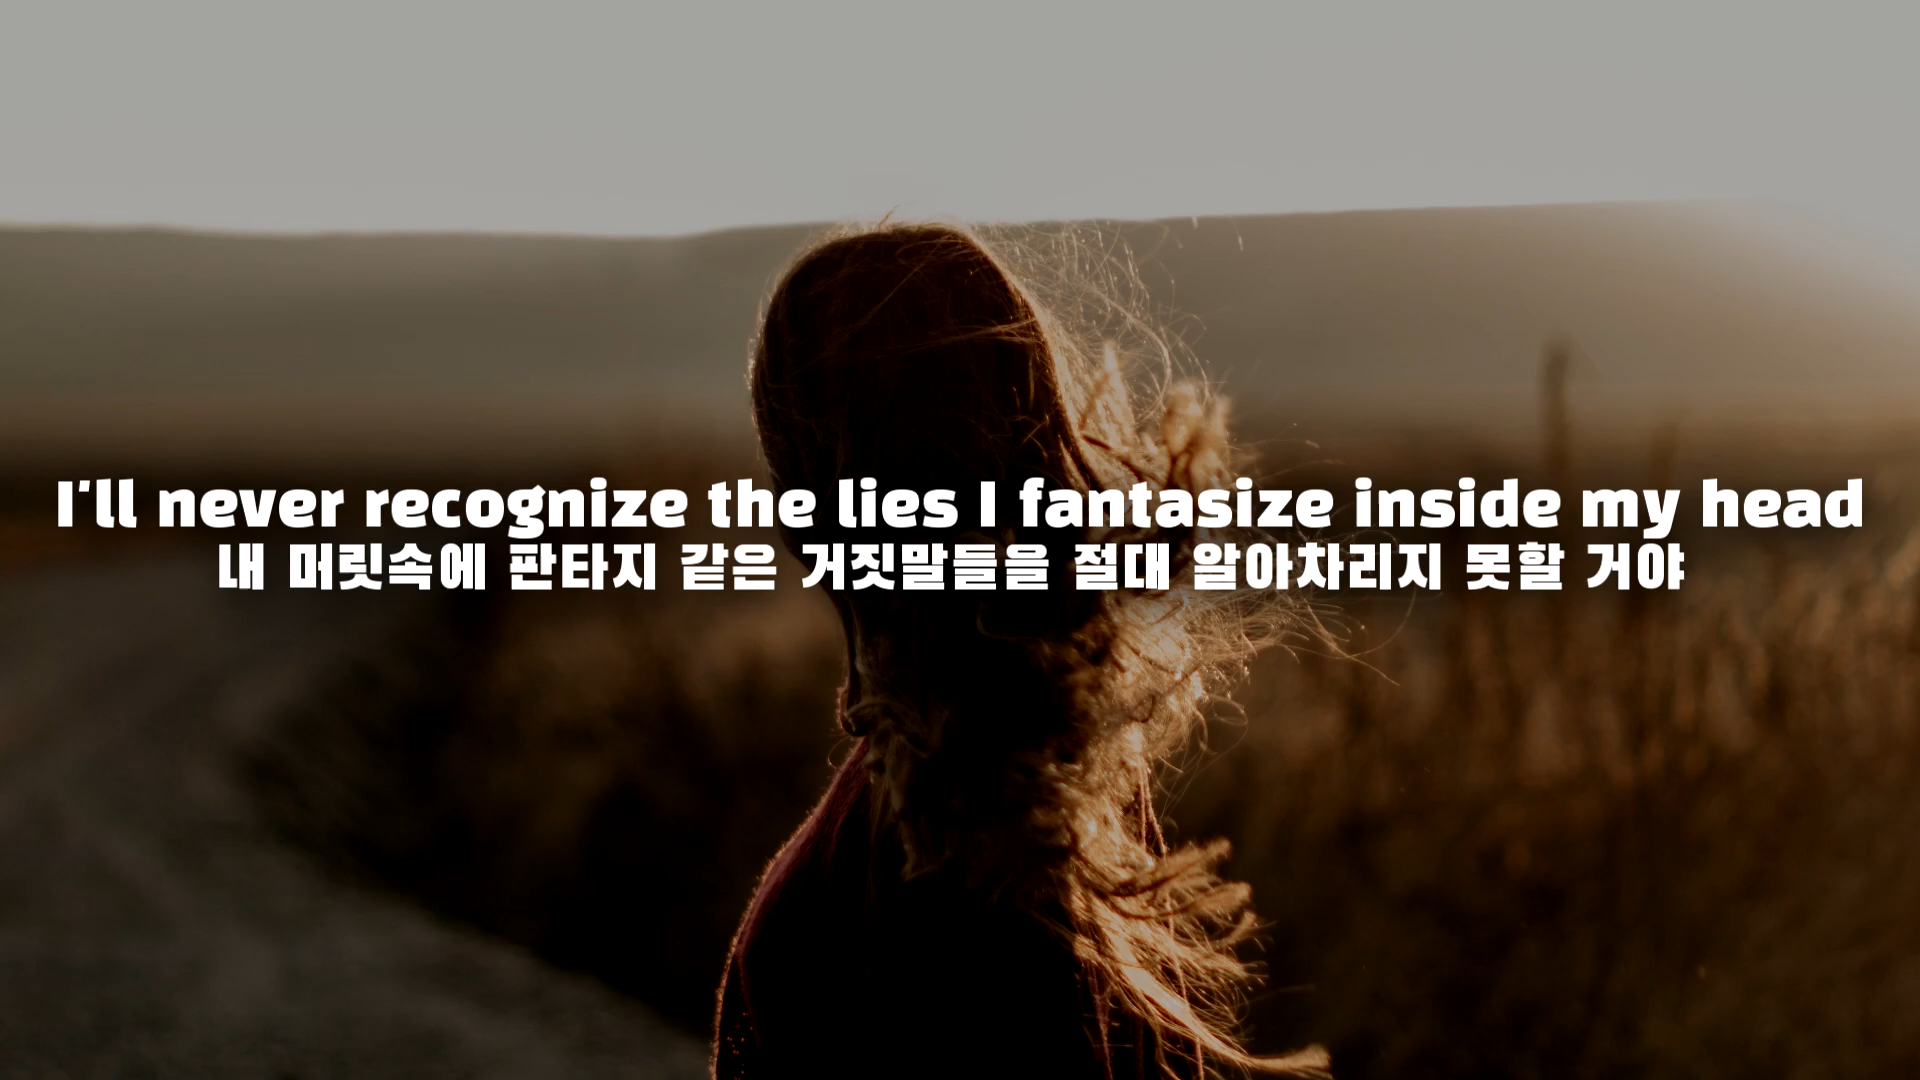 I'll never recognize the lies I fantasize inside my head
내 머릿속에 판타지 같은 거짓말들을 절대 알아차리지 못할 거야